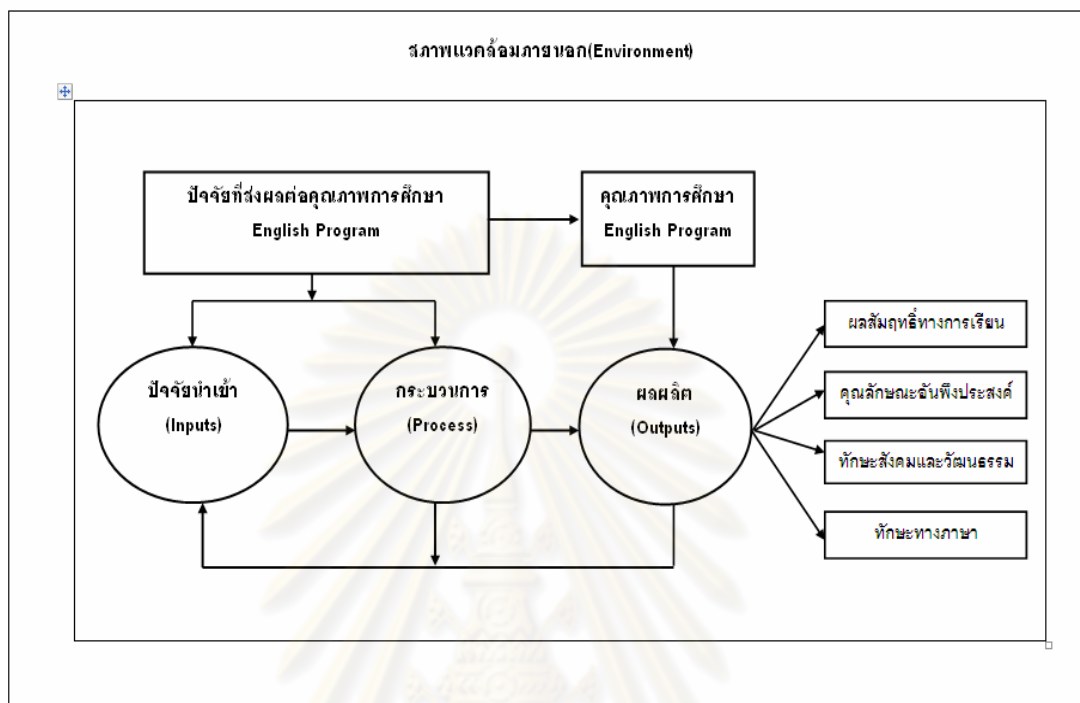 สภาพแวดล้อมภายนอก(Environment)
ปัจจัยที่ส่งผลต่อคุณภาพการศึกษา
English Program
คุณภาพการศึกษา
English Program
ปัจจัยนำเข้า
(Inputs)
กระบวนการ
(Process)
ผลผลิต
(Outputs)
ผลสัมฤทธิ์ทางการเรียน
คุณลักษณะอันพึงประสงค์
ทักษะสังคมและวัฒนธรรม
ทักษะทางภาษา